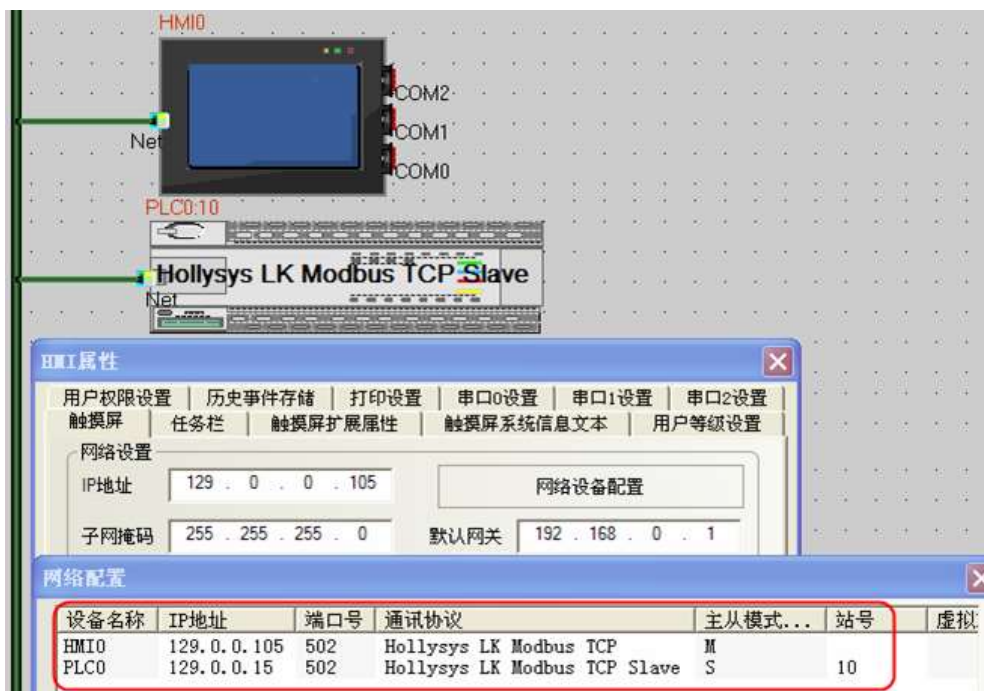 HMI0
COM2
COM1
COM0
Net
PLC0:10
Hollysys LK Modbus TCP Slave
Net
HMI属性
用户权限设置 历史事件存储 打印设置 串口0设置 串口1设置 串口2设置
触摸屏 任务栏 触摸屏扩展属性 触摸屏系统信息文本 用户等级设置
网络设置
IP地址 129 . 0 . 0 . 105 网络设备配置
子网掩码 255 . 255 . 255 . 0 默认网关 192 . 168 . 0 . 1
网络配置
设备名称 IP地址 端口号 通讯协议 主从模式... 站号 虚拟
HMI0 129.0.0.105 502 Hollysys LK Modbus TCP M
PLC0 129.0.0.15 502 Hollysys LK Modbus TCP Slave S 10